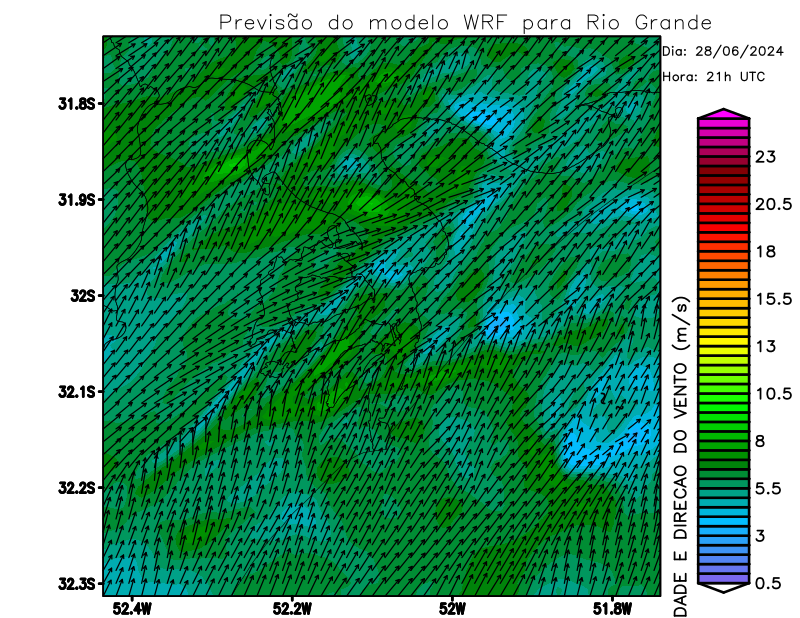 Previsão do modelo WRF para Rio Grande
Dia: 28/06/2024
Hora: 21h UTC
31.8S
31.9S
32S
32.1S
32.2S
32.3S
52.4W
52.2W
52W
51.8W
DADE E DIRECAO DO VENTO (m/s)
23
20.5
18
15.5
13
10.5
8
5.5
3
0.5